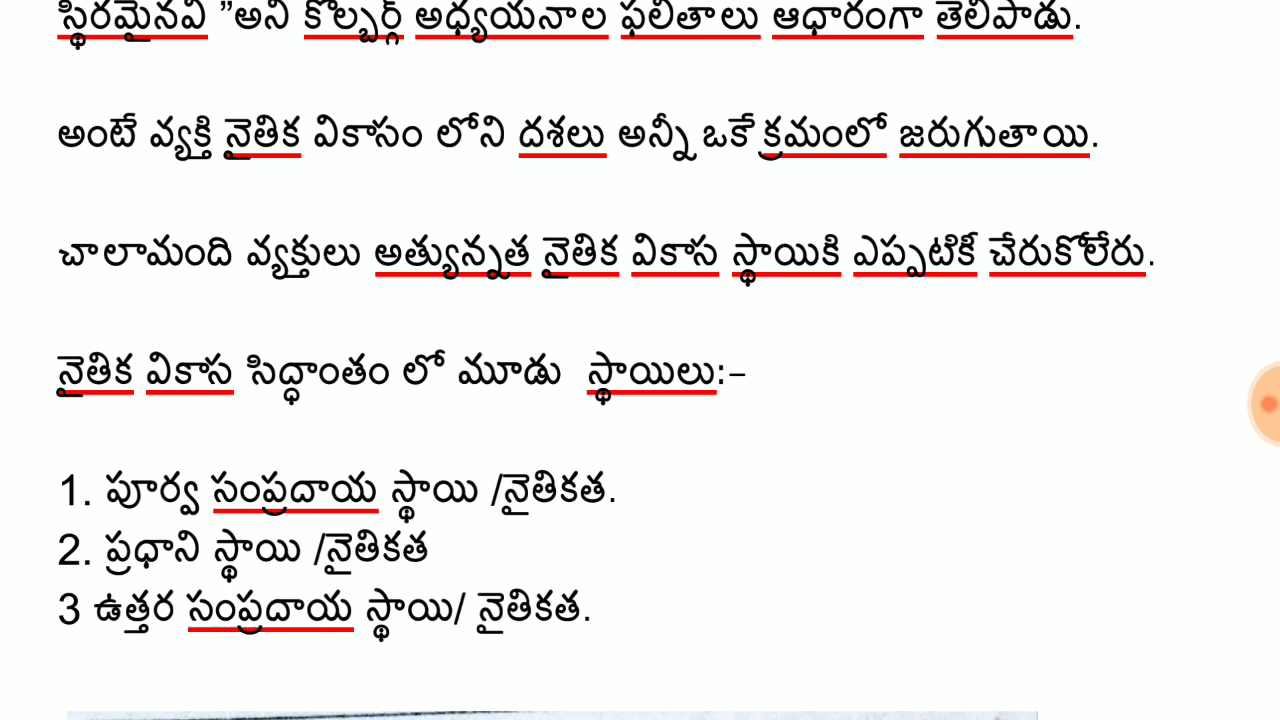 స్థిరమైనవి ”అని కోల్బర్గ్ అధ్యయనాల ఫలితాలు ఆధారంగా తెలిపాడు.
అంటే వ్యక్తి నైతిక వికాసం లోని దశలు అన్నీ ఒకే క్రమంలో జరుగుతాయి.
చాలామంది వ్యక్తులు అత్యున్నత నైతిక వికాస స్థాయికి ఎప్పటికీ చేరుకోలేరు.
నైతిక వికాస సిద్ధాంతం లో మూడు స్థాయిలు:–
1. పూర్వ సంప్రదాయ స్థాయి /నైతికత.
2. ప్రధాని స్థాయి /నైతికత
3 ఉత్తర సంప్రదాయ స్థాయి/ నైతికత.